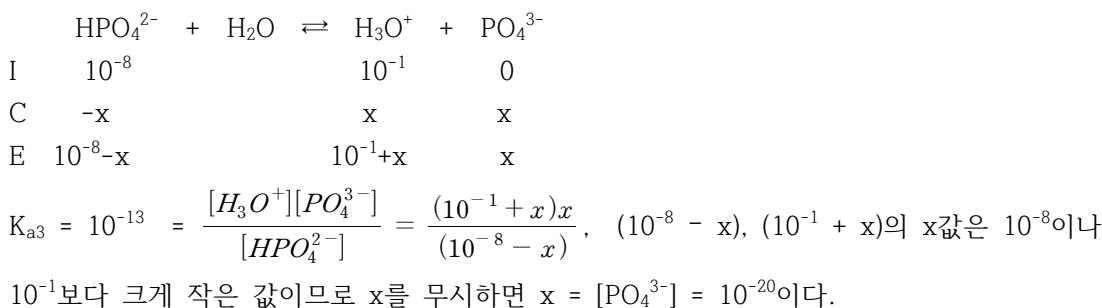 HPO₄²⁻ + H₂O ⇄ H₃O⁺ + PO₄³⁻
I 10⁻⁸ 10⁻¹ 0
C -x x x
E 10⁻⁸-x 10⁻¹+x x
Kₐ₃ = 10⁻¹³ = [H₃O⁺][PO₄³⁻] / [HPO₄²⁻] = (10⁻¹ + x)x / (10⁻⁸ − x), (10⁻⁸ - x), (10⁻¹ + x)의 x값은 10⁻⁸이나
10⁻¹보다 크게 작은 값이므로 x를 무시하면 x = [PO₄³⁻] = 10⁻²⁰이다.